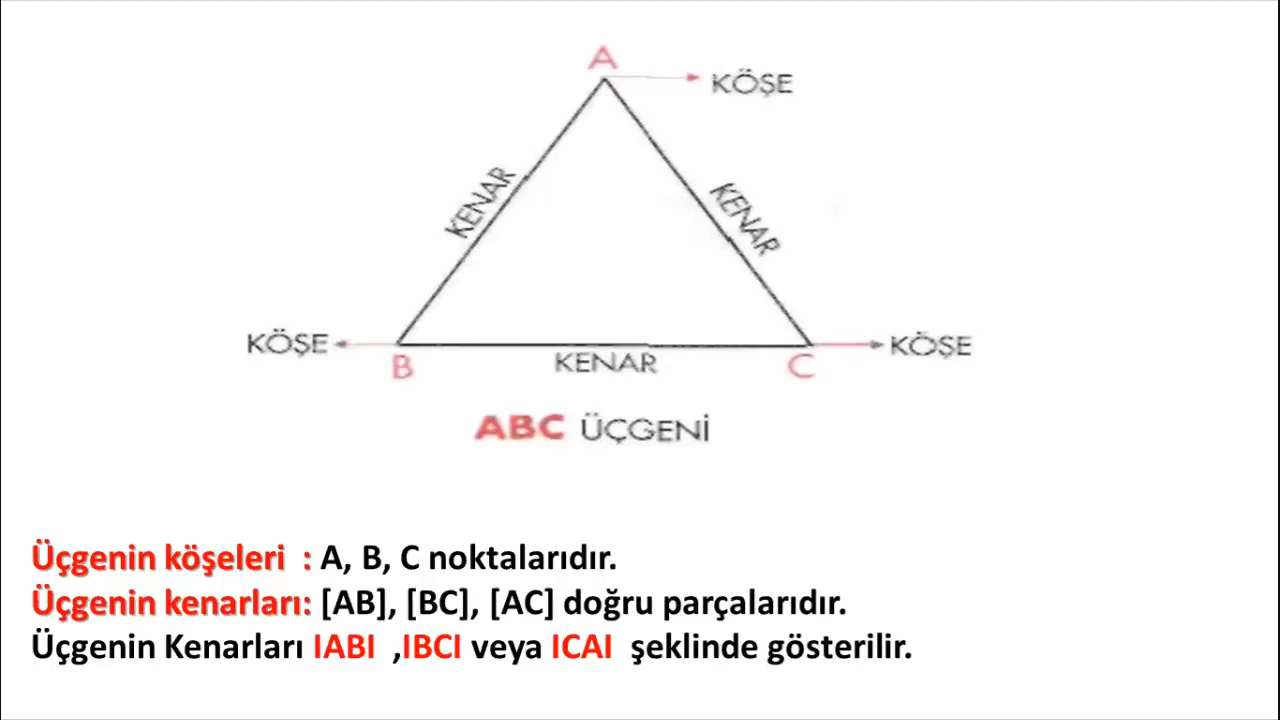 A
KÖŞE
KENAR
KENAR
KÖŞE
KÖŞE
B
KENAR
C
ABC ÜÇGENİ
Üçgenin köşeleri : A, B, C noktalarıdır.
Üçgenin kenarları: [AB], [BC], [AC] doğru parçalarıdır.
Üçgenin Kenarları IABI ,IBCI veya ICAI şeklinde gösterilir.